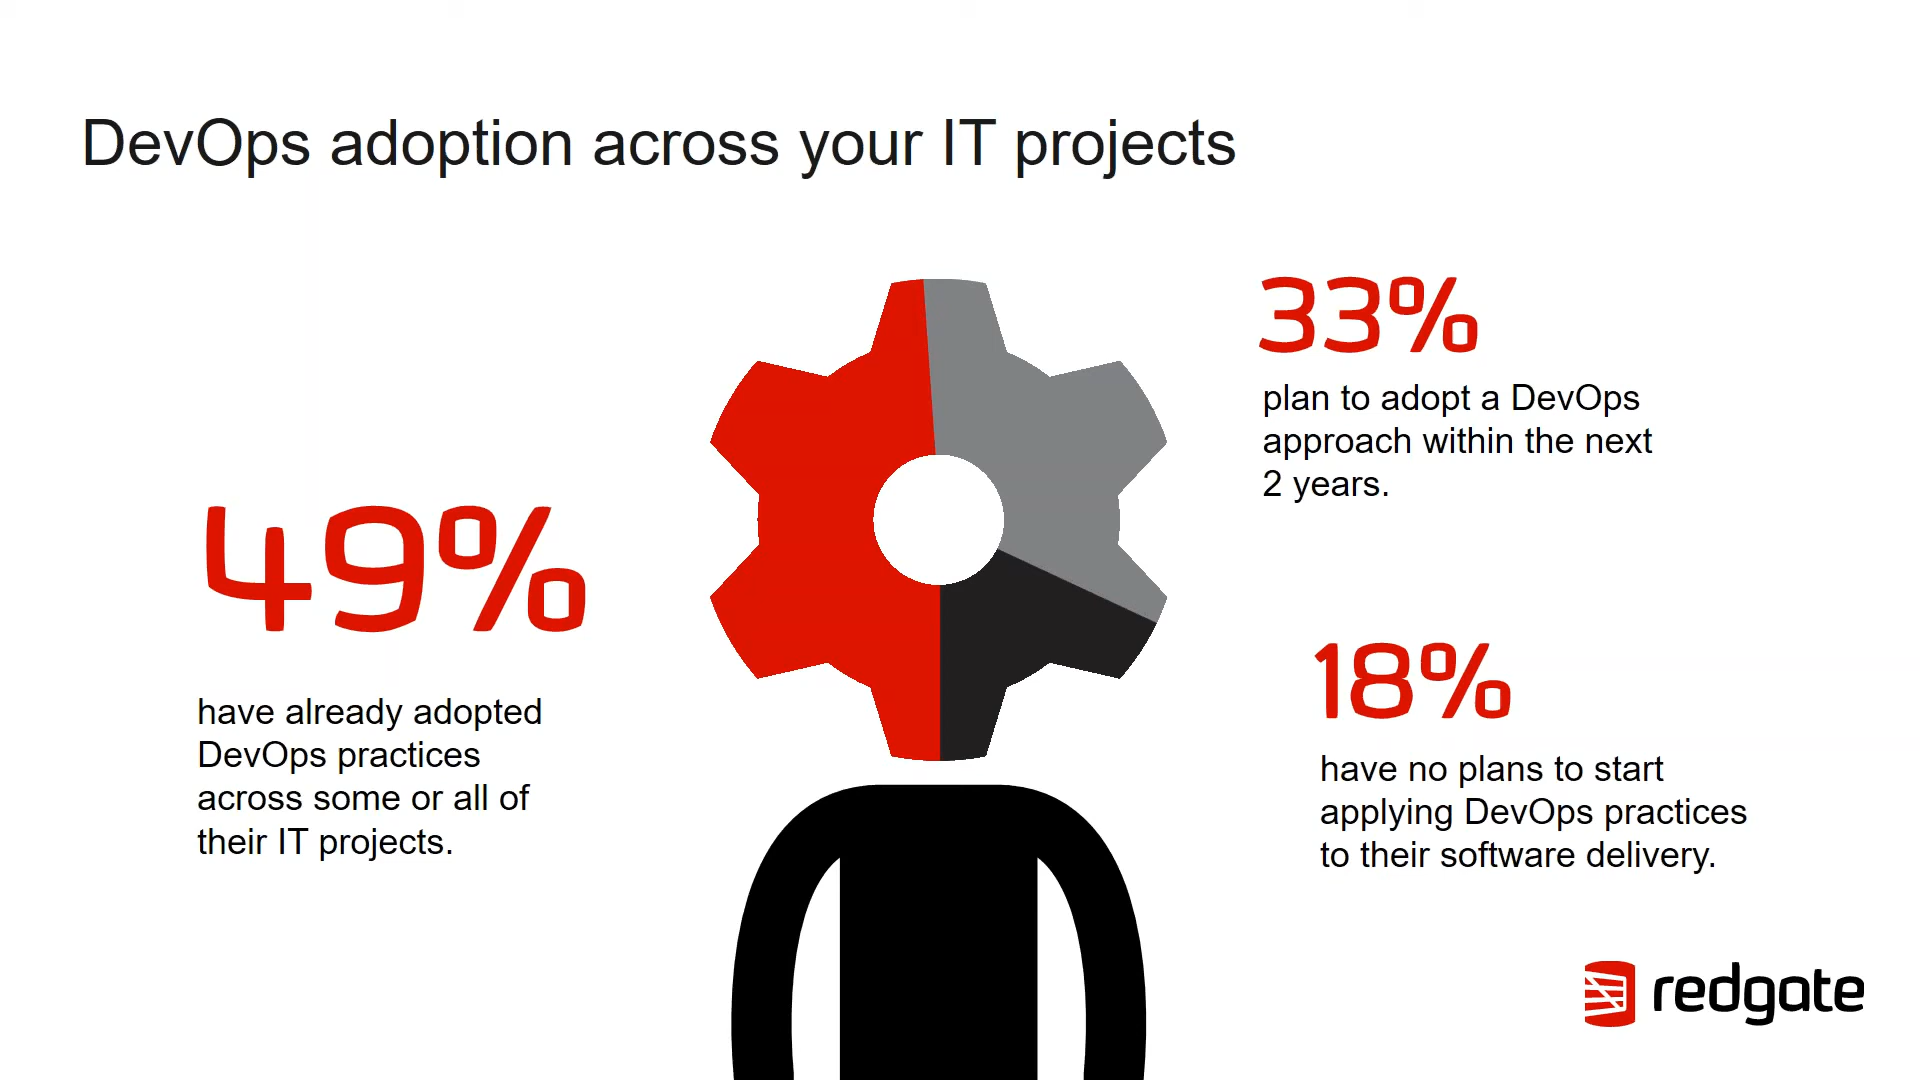 DevOps adoption across your IT projects
49%
have already adopted
DevOps practices
across some or all of
their IT projects.
33%
plan to adopt a DevOps
approach within the next
2 years.
18%
have no plans to start
applying DevOps practices
to their software delivery.
redgate